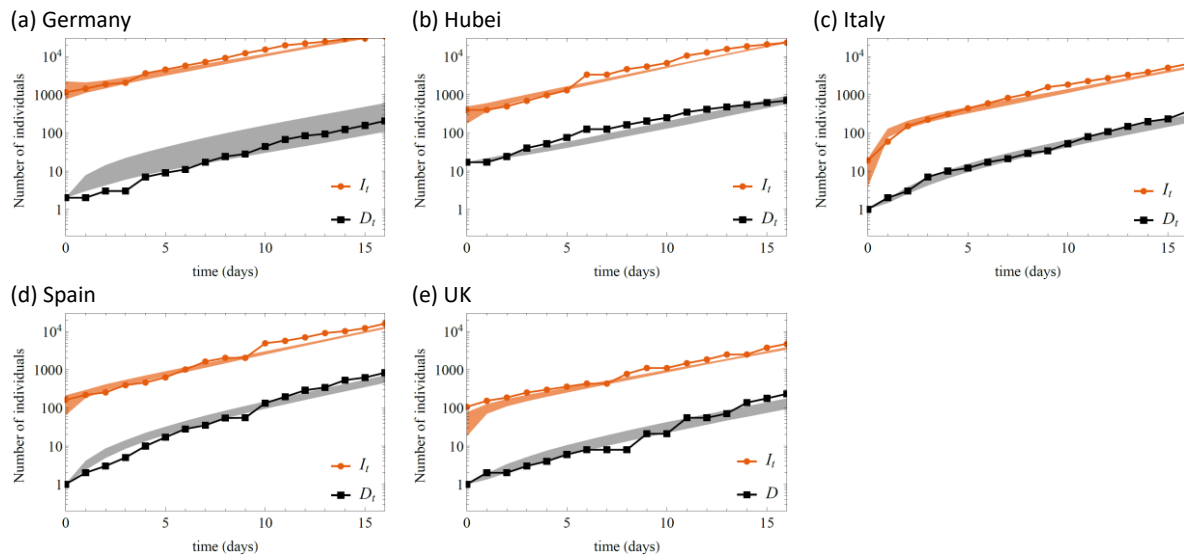 (a) Germany
Number of individuals
10⁴
1000
100
10
1
0
5
10
15
time (days)
I_t
D_t
(b) Hubei
Number of individuals
10⁴
1000
100
10
1
0
5
10
15
time (days)
I_t
D_t
(c) Italy
Number of individuals
10⁴
1000
100
10
1
0
5
10
15
time (days)
I_t
D_t
(d) Spain
Number of individuals
10⁴
1000
100
10
1
0
5
10
15
time (days)
I_t
D_t
(e) UK
Number of individuals
10⁴
1000
100
10
1
0
5
10
15
time (days)
I_t
D